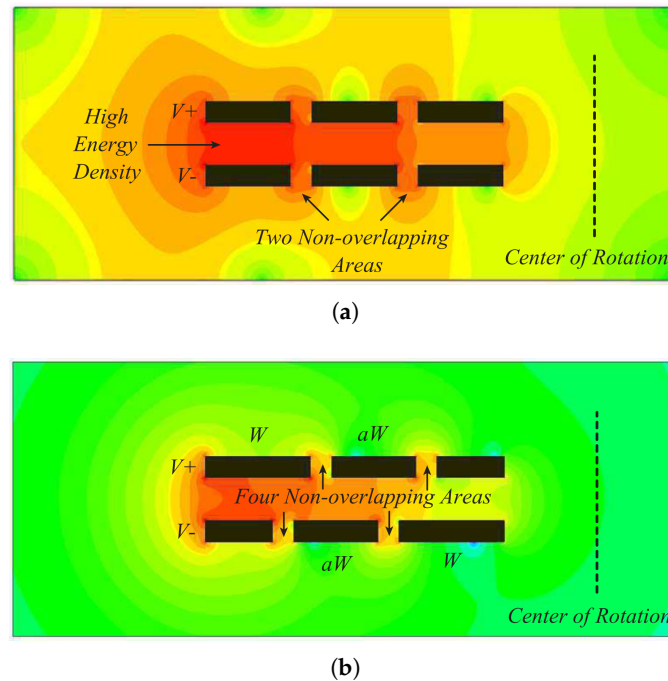 V+
High
Energy
Density
V-
Two Non-overlapping
Areas
Center of Rotation
(a)
W
aW
V+
Four Non-overlapping Areas
V-
aW
W
Center of Rotation
(b)